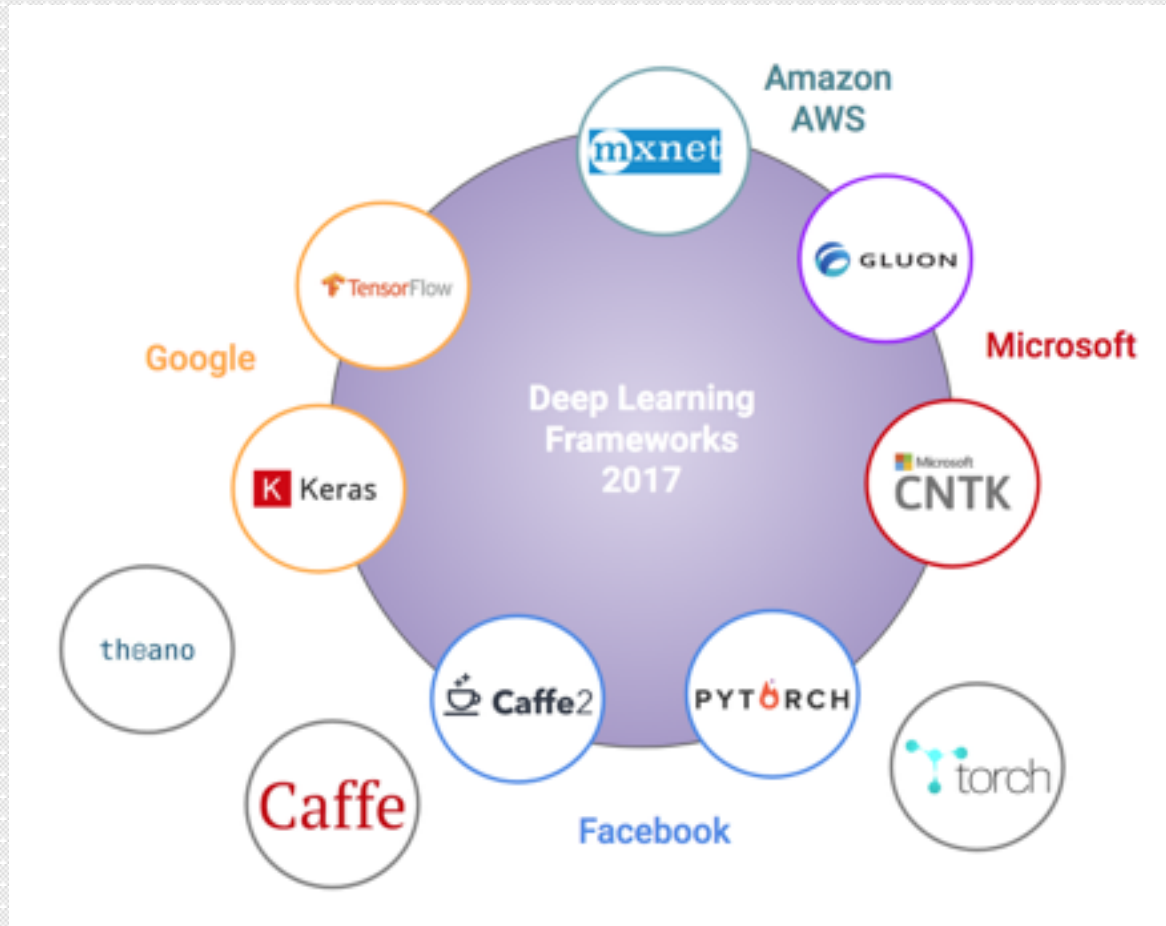 Amazon
AWS
mxnet
GLUON
TensorFlow
Google
Microsoft
Deep Learning
Frameworks
2017
K Keras
Microsoft
CNTK
theano
Caffe2
PYTORCH
Caffe
torch
Facebook